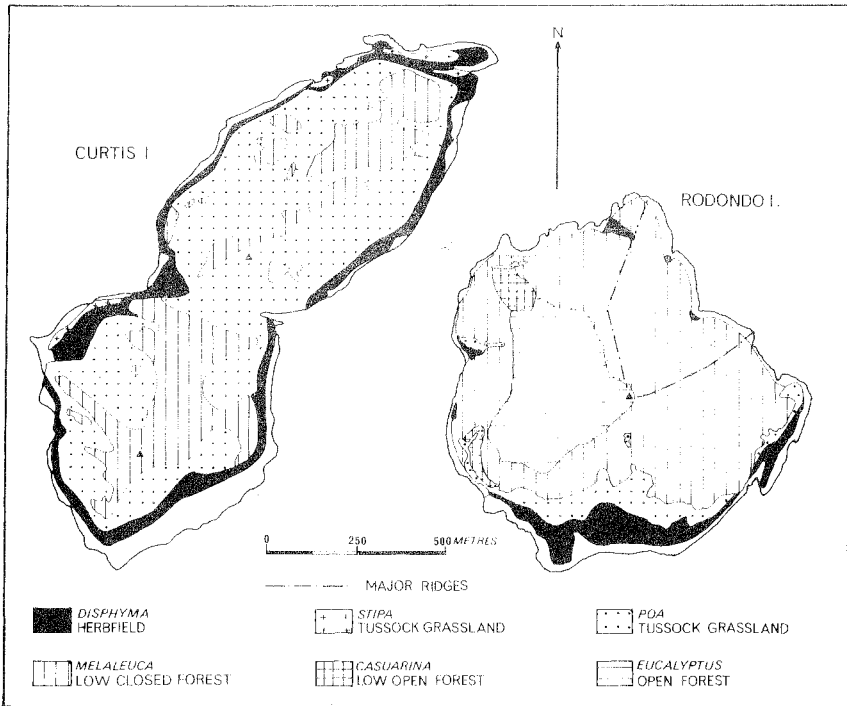 N
CURTIS I
RODONDO I.
0 250 500 METRES
MAJOR RIDGES
DISPHYMA
HERBFIELD
STIPA
TUSSOCK GRASSLAND
POA
TUSSOCK GRASSLAND
MELALEUCA
LOW CLOSED FOREST
CASUARINA
LOW OPEN FOREST
EUCALYPTUS
OPEN FOREST